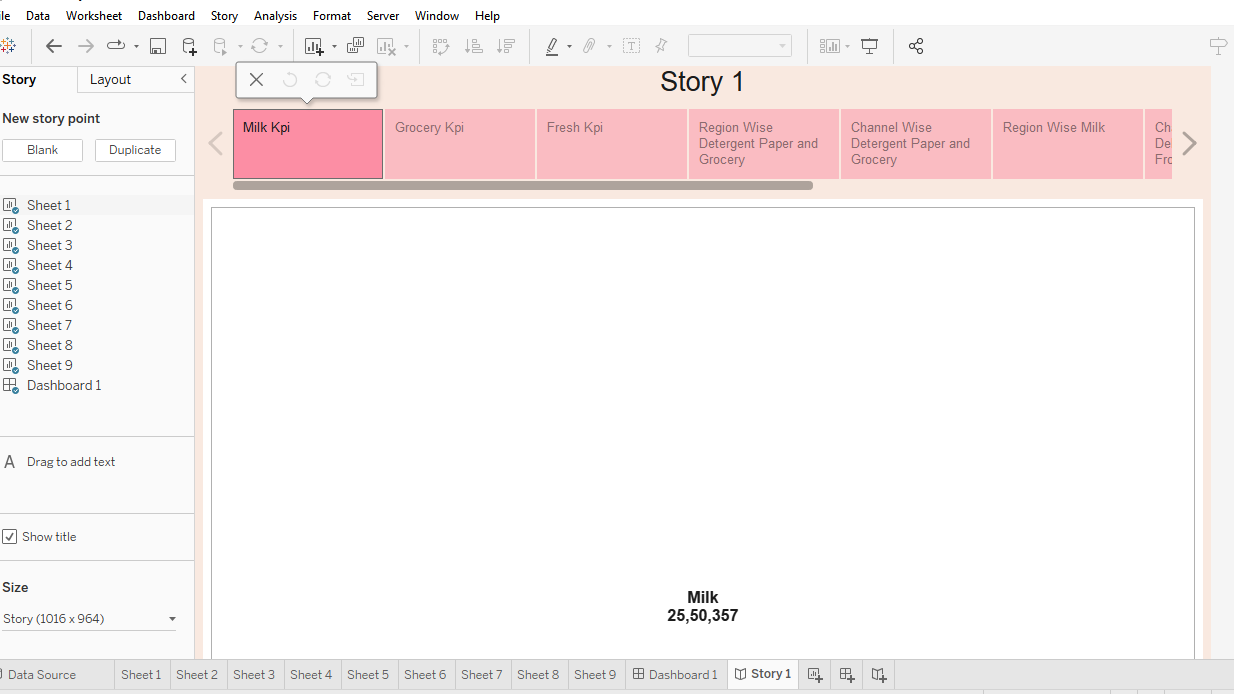 ile Data Worksheet Dashboard Story Analysis Format Server Window Help
Story Layout
New story point
Blank Duplicate
Sheet 1
Sheet 2
Sheet 3
Sheet 4
Sheet 5
Sheet 6
Sheet 7
Sheet 8
Sheet 9
Dashboard 1
A Drag to add text
Show title
Size
Story (1016 x 964)
Story 1
Milk Kpi
Grocery Kpi
Fresh Kpi
Region Wise
Detergent Paper and
Grocery
Channel Wise
Detergent Paper and
Grocery
Region Wise Milk
Ch
De
Fro
Milk
25,50,357
Data Source Sheet 1 Sheet 2 Sheet 3 Sheet 4 Sheet 5 Sheet 6 Sheet 7 Sheet 8 Sheet 9 Dashboard 1 Story 1